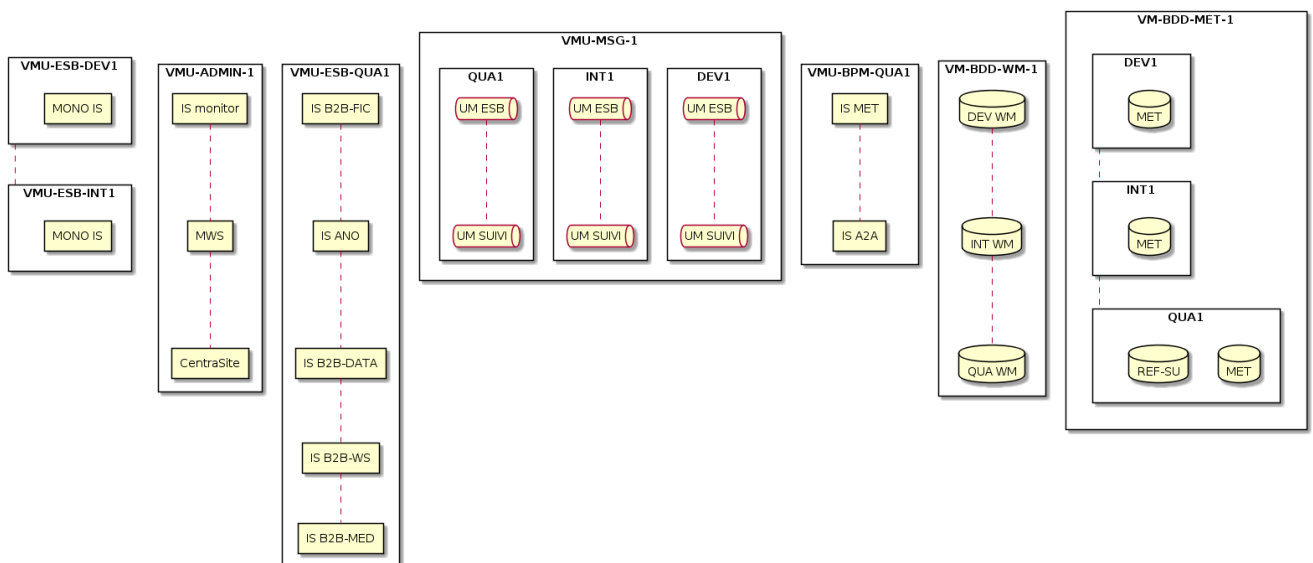 VMU-ESB-DEV1
MONO IS
VMU-ESB-INT1
MONO IS
VMU-ADMIN-1
IS monitor
MWS
CentraSite
VMU-ESB-QUA1
IS B2B-FIC
IS ANO
IS B2B-DATA
IS B2B-WS
IS B2B-MED
VMU-MSG-1
QUA1
UM ESB
UM SUIVI
INT1
UM ESB
UM SUIVI
DEV1
UM ESB
UM SUIVI
VMU-BPM-QUA1
IS MET
IS A2A
VM-BDD-WM-1
DEV WM
INT WM
QUA WM
VM-BDD-MET-1
DEV1
MET
INT1
MET
QUA1
REF-SU
MET